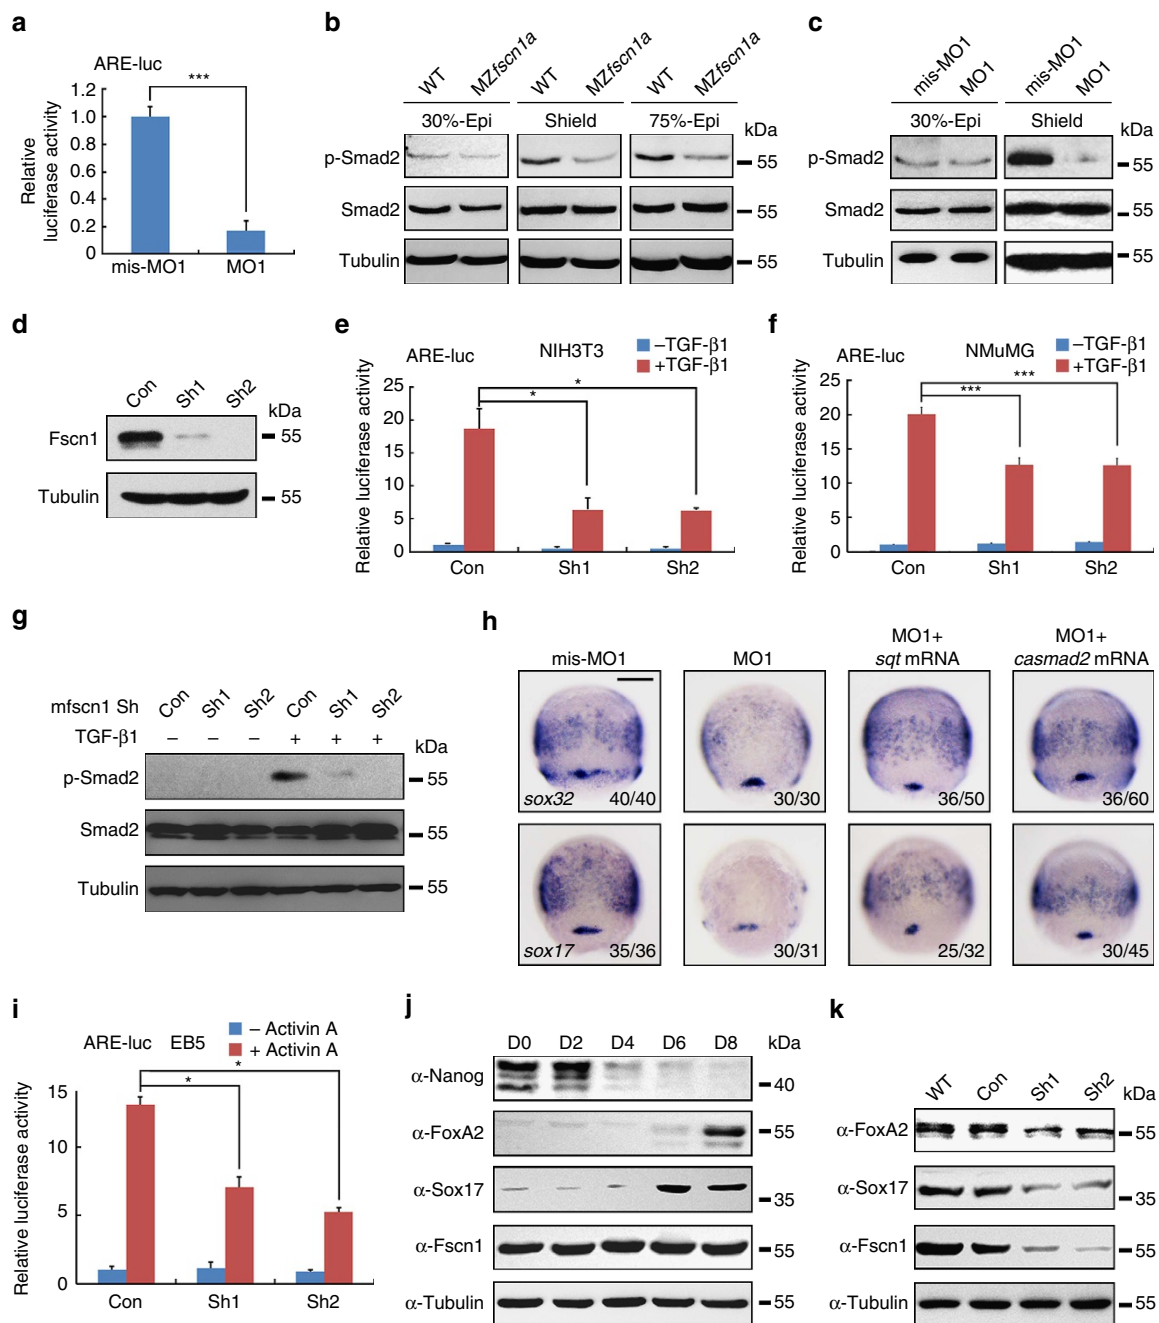 a
ARE-luc
***
Relative
luciferase activity
1.2
1.0
0.8
0.6
0.4
0.2
0
mis-MO1 MO1
b
WT MZfscn1a WT MZfscn1a WT MZfscn1a
30%-Epi Shield 75%-Epi kDa
p-Smad2 55
Smad2 55
Tubulin 55
c
mis-MO1 MO1 mis-MO1 MO1
30%-Epi Shield kDa
p-Smad2 55
Smad2 55
Tubulin 55
d
Con Sh1 Sh2
kDa
Fscn1 55
Tubulin 55
e
ARE-luc NIH3T3
–TGF-β1
+TGF-β1
*
*
Relative luciferase activity
25
20
15
10
5
0
Con Sh1 Sh2
f
ARE-luc NMuMG
–TGF-β1
+TGF-β1
***
***
Relative luciferase activity
25
20
15
10
5
0
Con Sh1 Sh2
g
mfscn1 Sh Con Sh1 Sh2 Con Sh1 Sh2
TGF-β1 – – – + + +
kDa
p-Smad2 55
Smad2 55
Tubulin 55
h
mis-MO1 MO1 MO1+ sqt mRNA MO1+ casmad2 mRNA
sox32 40/40 30/30 36/50 36/60
sox17 35/36 30/31 25/32 30/45
i
ARE-luc EB5
– Activin A
+ Activin A
*
*
Relative luciferase activity
15
10
5
0
Con Sh1 Sh2
j
D0 D2 D4 D6 D8 kDa
α-Nanog 40
α-FoxA2 55
α-Sox17 35
α-Fscn1 55
α-Tubulin 55
k
WT Con Sh1 Sh2 kDa
α-FoxA2 55
α-Sox17 35
α-Fscn1 55
α-Tubulin 55